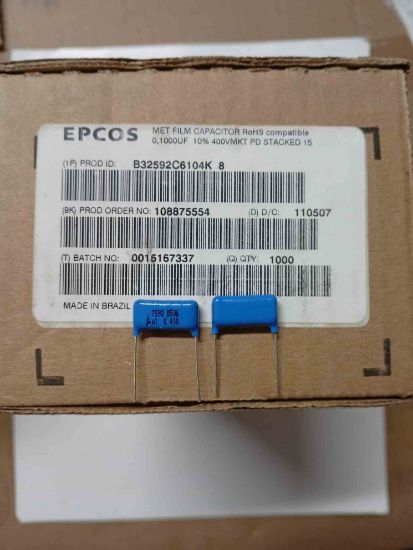 EPCOS
MET FILM CAPACITOR RoHS compatible
0,1000UF 10% 400VMKT PD STACKED 15
(1P) PROD ID: B32592C6104K 8
(9K) PROD ORDER NO: 108875554 (D) D/C: 110507
(T) BATCH NO: 0015167337 (Q) QTY: 1000
MADE IN BRAZIL
400